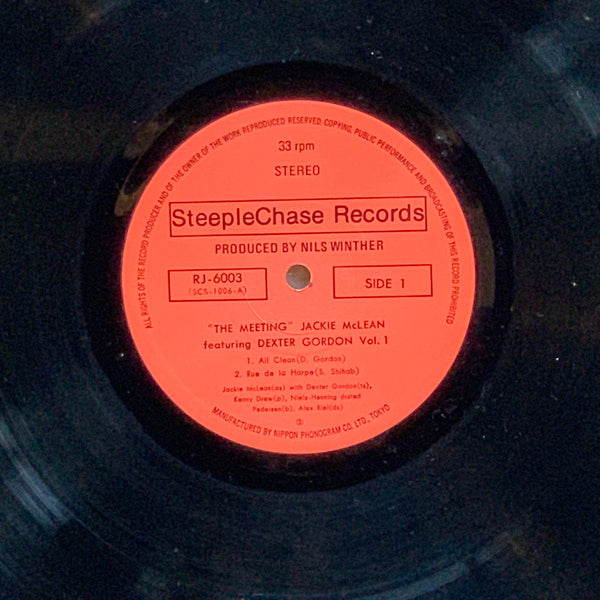 ALL RIGHTS OF THE RECORD PRODUCER AND OF THE OWNER OF THE WORK REPRODUCED RESERVED. COPYING, PUBLIC PERFORMANCE AND BROADCASTING OF THIS RECORD PROHIBITED
33 rpm
STEREO
SteepleChase Records
PRODUCED BY NILS WINTHER
RJ-6003
(SCS-1006-A)
SIDE 1
"THE MEETING" JACKIE McLEAN
featuring DEXTER GORDON Vol. 1
1. All Clean(D. Gordon)
2. Rue de la Harpe(S. Shihab)
Jackie McLean(as) with Dexter Gordon(ts),
Kenny Drew(p), Niels-Henning ørsted
Pedersen(b), Alex Riel(ds)
MANUFACTURED BY NIPPON PHONOGRAM CO. LTD., TOKYO